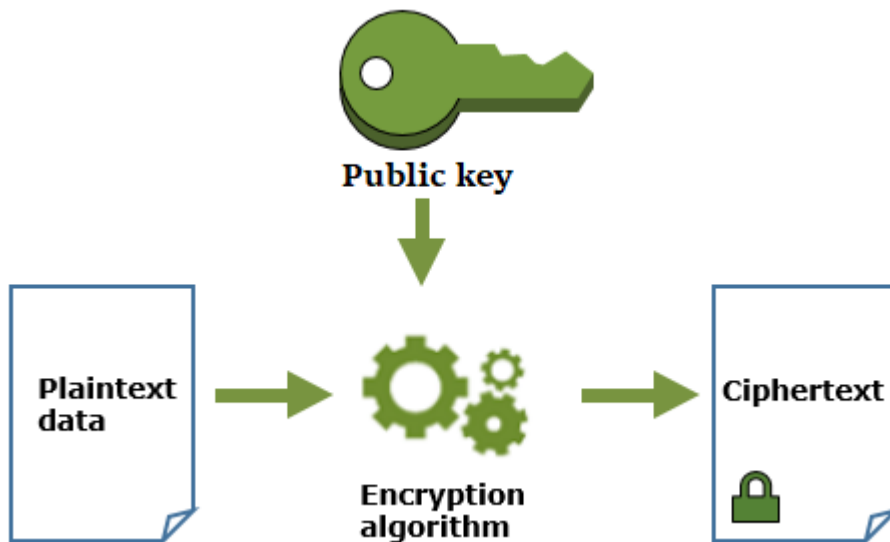 Public key
Plaintext
data
Encryption
algorithm
Ciphertext